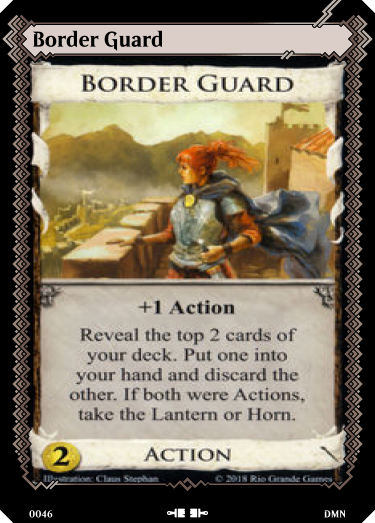 Border Guard
BORDER GUARD
+1 Action
Reveal the top 2 cards of
your deck. Put one into
your hand and discard the
other. If both were Actions,
take the Lantern or Horn.
2
ACTION
Illustration: Claus Stephan © 2018 Rio Grande Games
0046 DMN